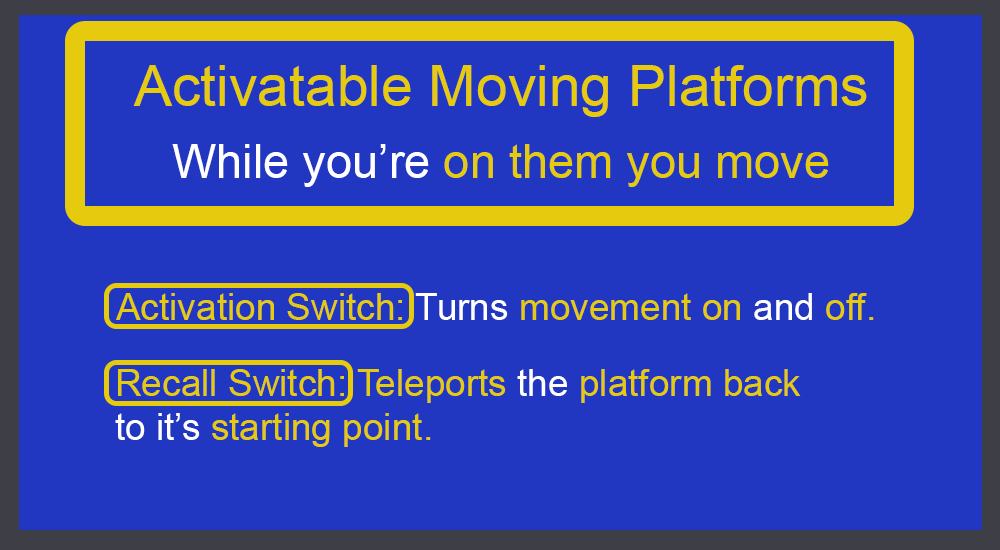 Activatable Moving Platforms
While you’re on them you move
Activation Switch: Turns movement on and off.
Recall Switch: Teleports the platform back
to it’s starting point.